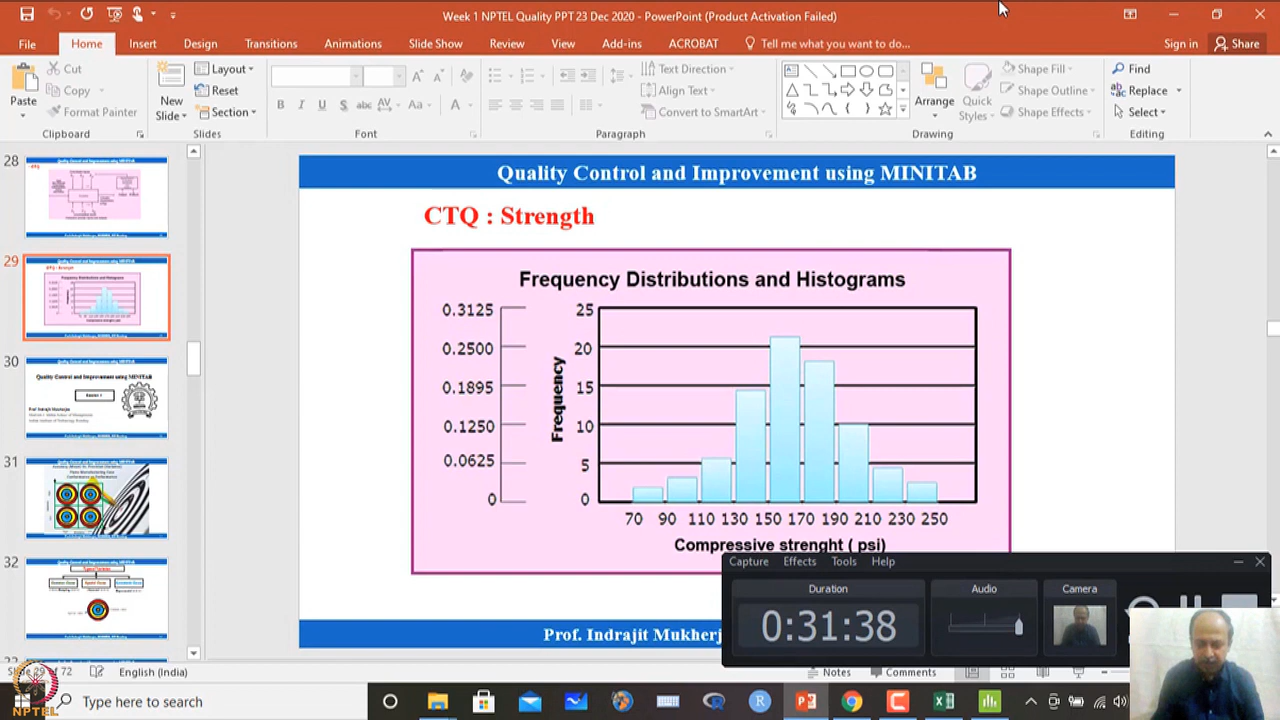 Week 1 NPTEL Quality PPT 23 Dec 2020 - PowerPoint (Product Activation Failed)
File Home Insert Design Transitions Animations Slide Show Review View Add-ins ACROBAT Tell me what you want to do... Sign in Share
Paste
Cut
Copy
Format Painter
Clipboard
New
Slide
Layout
Reset
Section
Slides
Font
Text Direction
Align Text
Convert to SmartArt
Paragraph
Arrange
Quick
Styles
Shape Fill
Shape Outline
Shape Effects
Drawing
Find
Replace
Select
Editing
28
29
30
31
32
Quality Control and Improvement using MINITAB
Quality Control and Improvement using MINITAB
CTQ : Strength
Frequency Distributions and Histograms
0.3125
0.2500
0.1895
0.1250
0.0625
0
Frequency
25
20
15
10
5
0
70 90 110 130 150 170 190 210 230 250
Compressive strenght ( psi)
Prof. Indrajit Mukherj
Capture Effects Tools Help
Duration
0:31:38
Audio
Camera
of 72 English (India)
Notes Comments
NPTEL
Type here to search